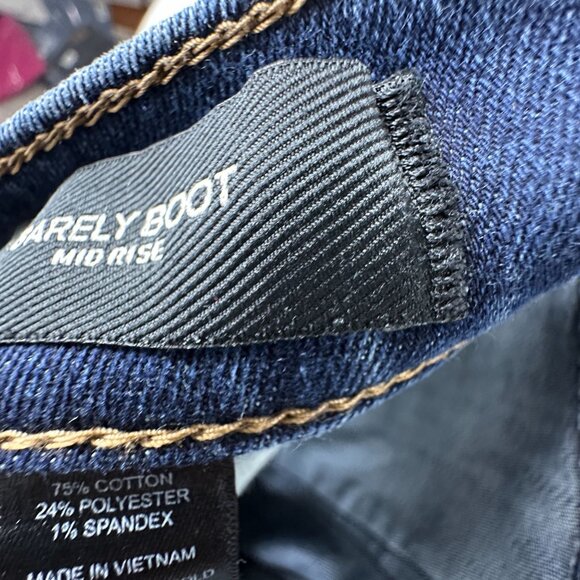 BARELY BOOT
MID RISE
75% COTTON
24% POLYESTER
1% SPANDEX
MADE IN VIETNAM